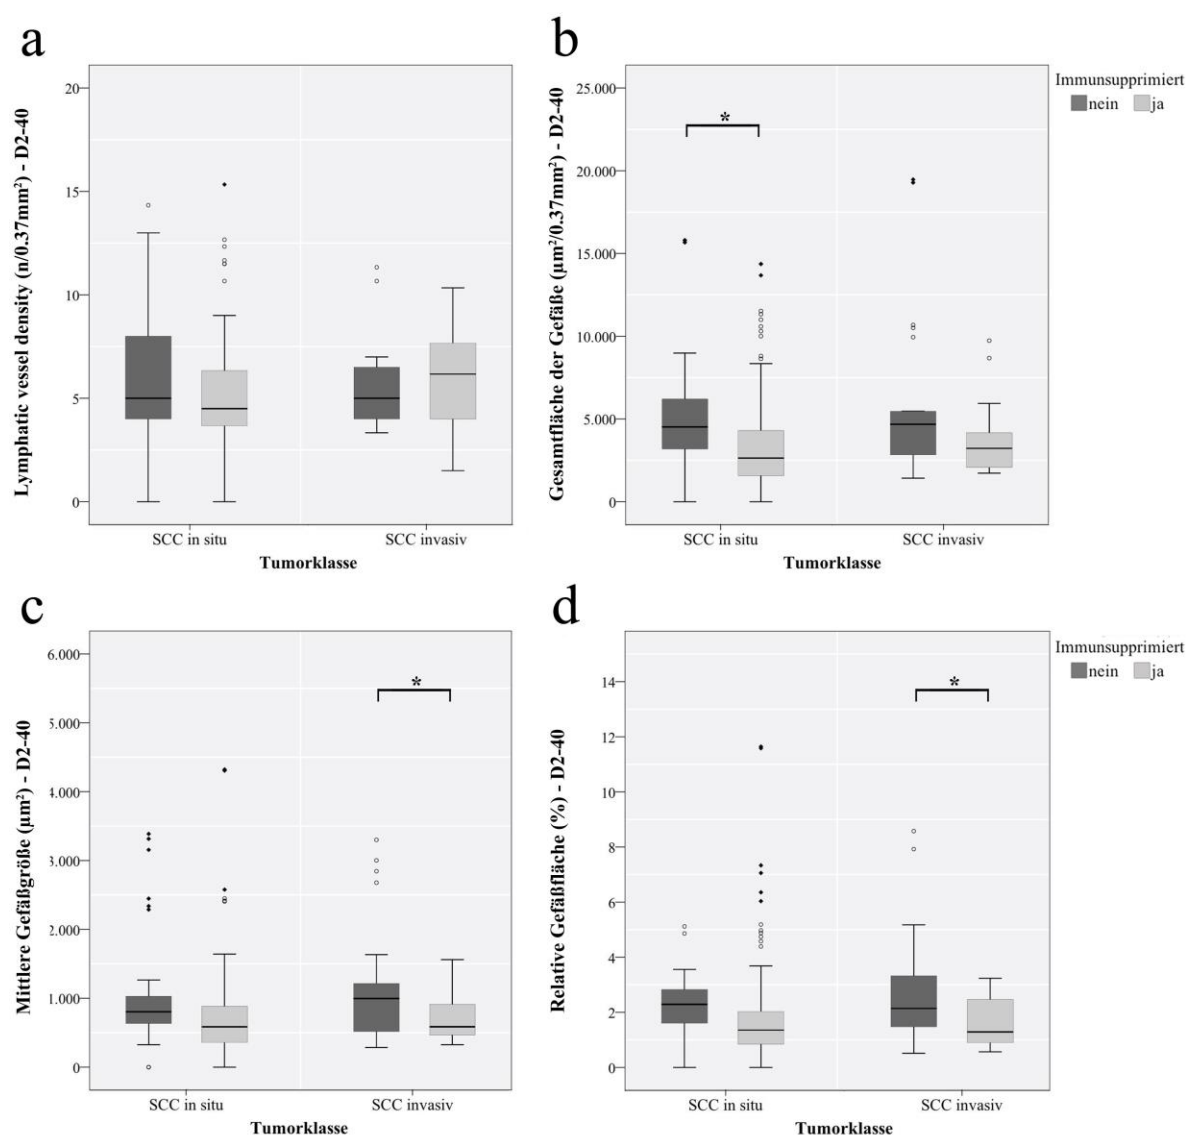 a
Lymphatic vessel density (n/0.37mm²) - D2-40
20
15
10
5
0
SCC in situ
SCC invasiv
Tumorklasse
b
Gesamtfläche der Gefäße (µm²/0.37mm²) - D2-40
25.000
20.000
15.000
10.000
5.000
0
*
SCC in situ
SCC invasiv
Tumorklasse
Immunsupprimiert
nein ja
c
Mittlere Gefäßgröße (µm²) - D2-40
6.000
5.000
4.000
3.000
2.000
1.000
0
*
SCC in situ
SCC invasiv
Tumorklasse
d
Relative Gefäßfläche (%) - D2-40
14
12
10
8
6
4
2
0
*
SCC in situ
SCC invasiv
Tumorklasse
Immunsupprimiert
nein ja